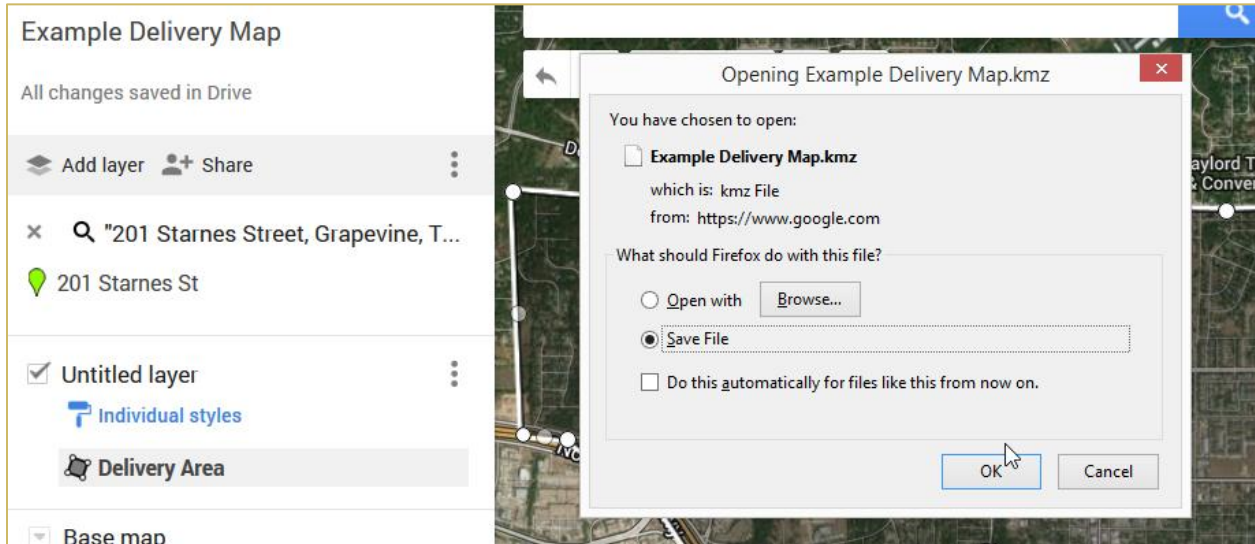 Example Delivery Map
All changes saved in Drive
Add layer Share
"201 Starnes Street, Grapevine, T...
201 Starnes St
Untitled layer
Individual styles
Delivery Area
Base map
Opening Example Delivery Map.kmz
You have chosen to open:
Example Delivery Map.kmz
which is: kmz File
from: https://www.google.com
What should Firefox do with this file?
Open with Browse...
Save File
Do this automatically for files like this from now on.
OK Cancel
aylord T
& Conver